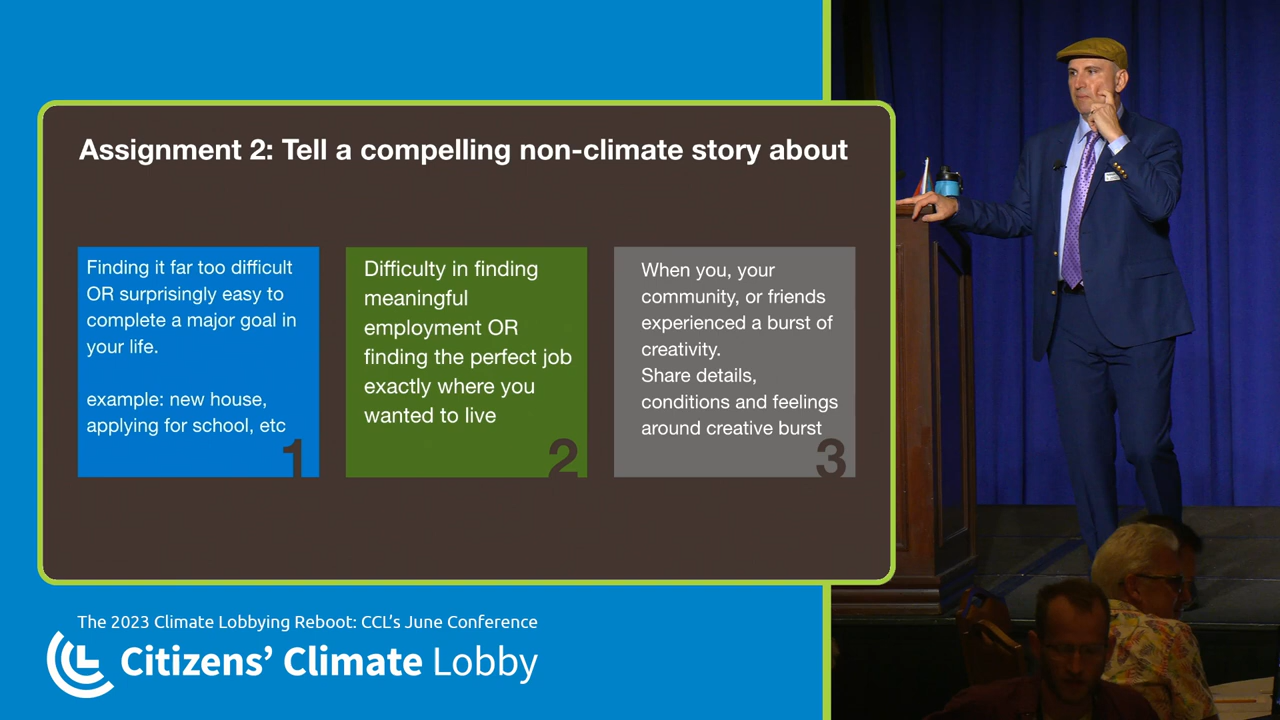 Assignment 2: Tell a compelling non-climate story about
Finding it far too difficult
OR surprisingly easy to
complete a major goal in
your life.
example: new house,
applying for school, etc
1
Difficulty in finding
meaningful
employment OR
finding the perfect job
exactly where you
wanted to live
2
When you, your
community, or friends
experienced a burst of
creativity.
Share details,
conditions and feelings
around creative burst
3
The 2023 Climate Lobbying Reboot: CCL's June Conference
Citizens' Climate Lobby